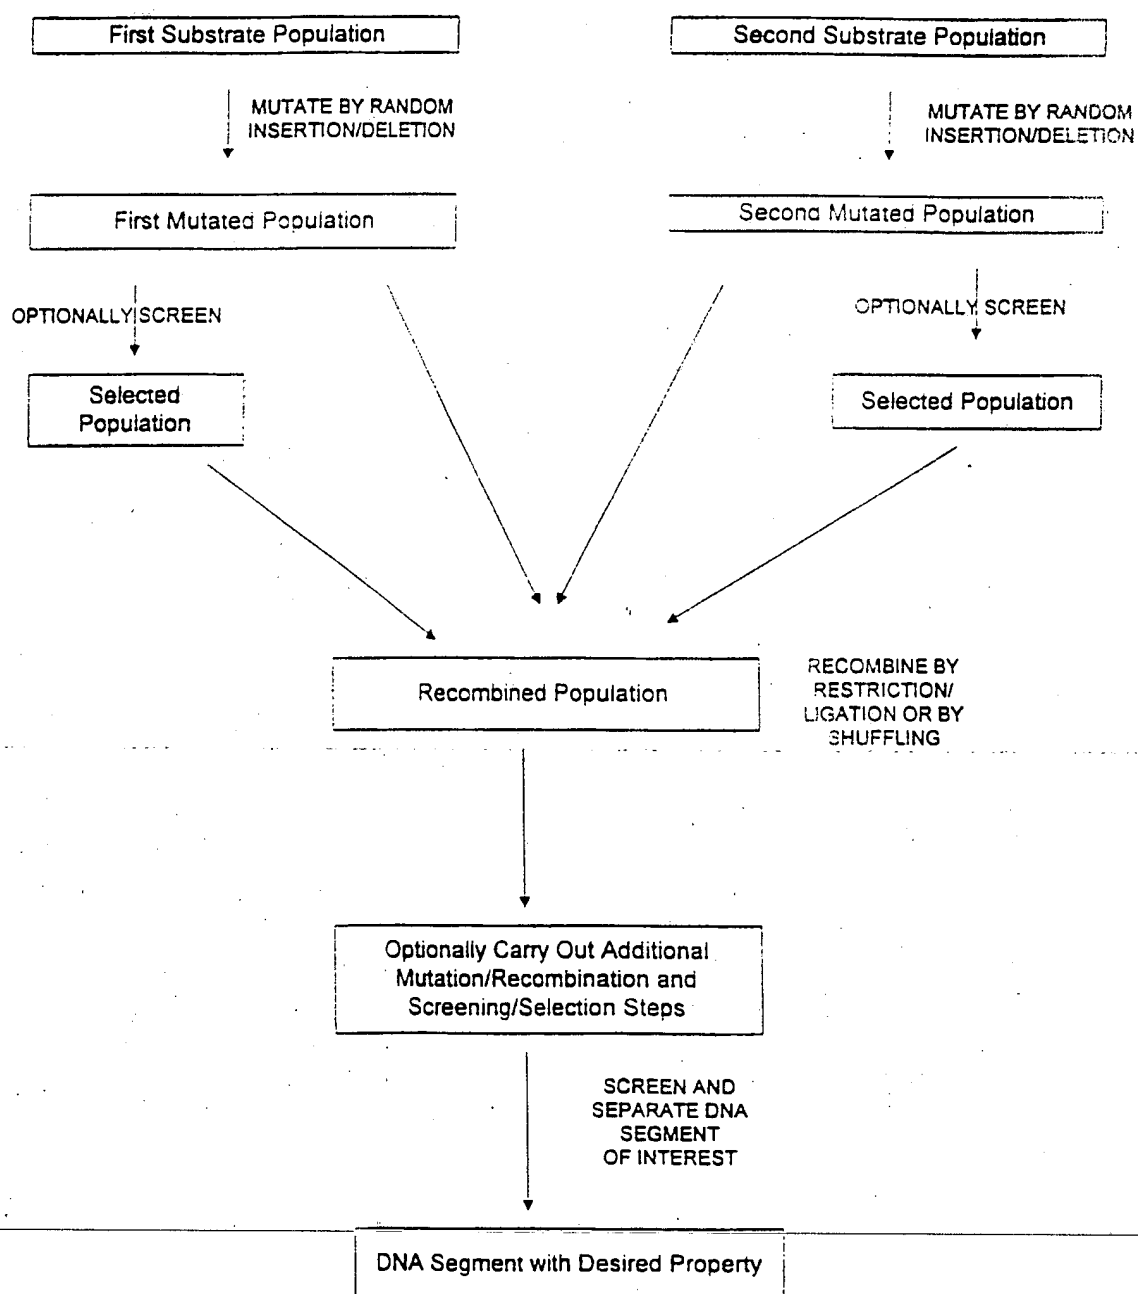 First Substrate Population
Second Substrate Population
MUTATE BY RANDOM
INSERTION/DELETION
MUTATE BY RANDOM
INSERTION/DELETION
First Mutated Population
Second Mutated Population
OPTIONALLY SCREEN
OPTIONALLY SCREEN
Selected
Population
Selected Population
Recombined Population
RECOMBINE BY
RESTRICTION/
LIGATION OR BY
SHUFFLING
Optionally Carry Out Additional
Mutation/Recombination and
Screening/Selection Steps
SCREEN AND
SEPARATE DNA
SEGMENT
OF INTEREST
DNA Segment with Desired Property